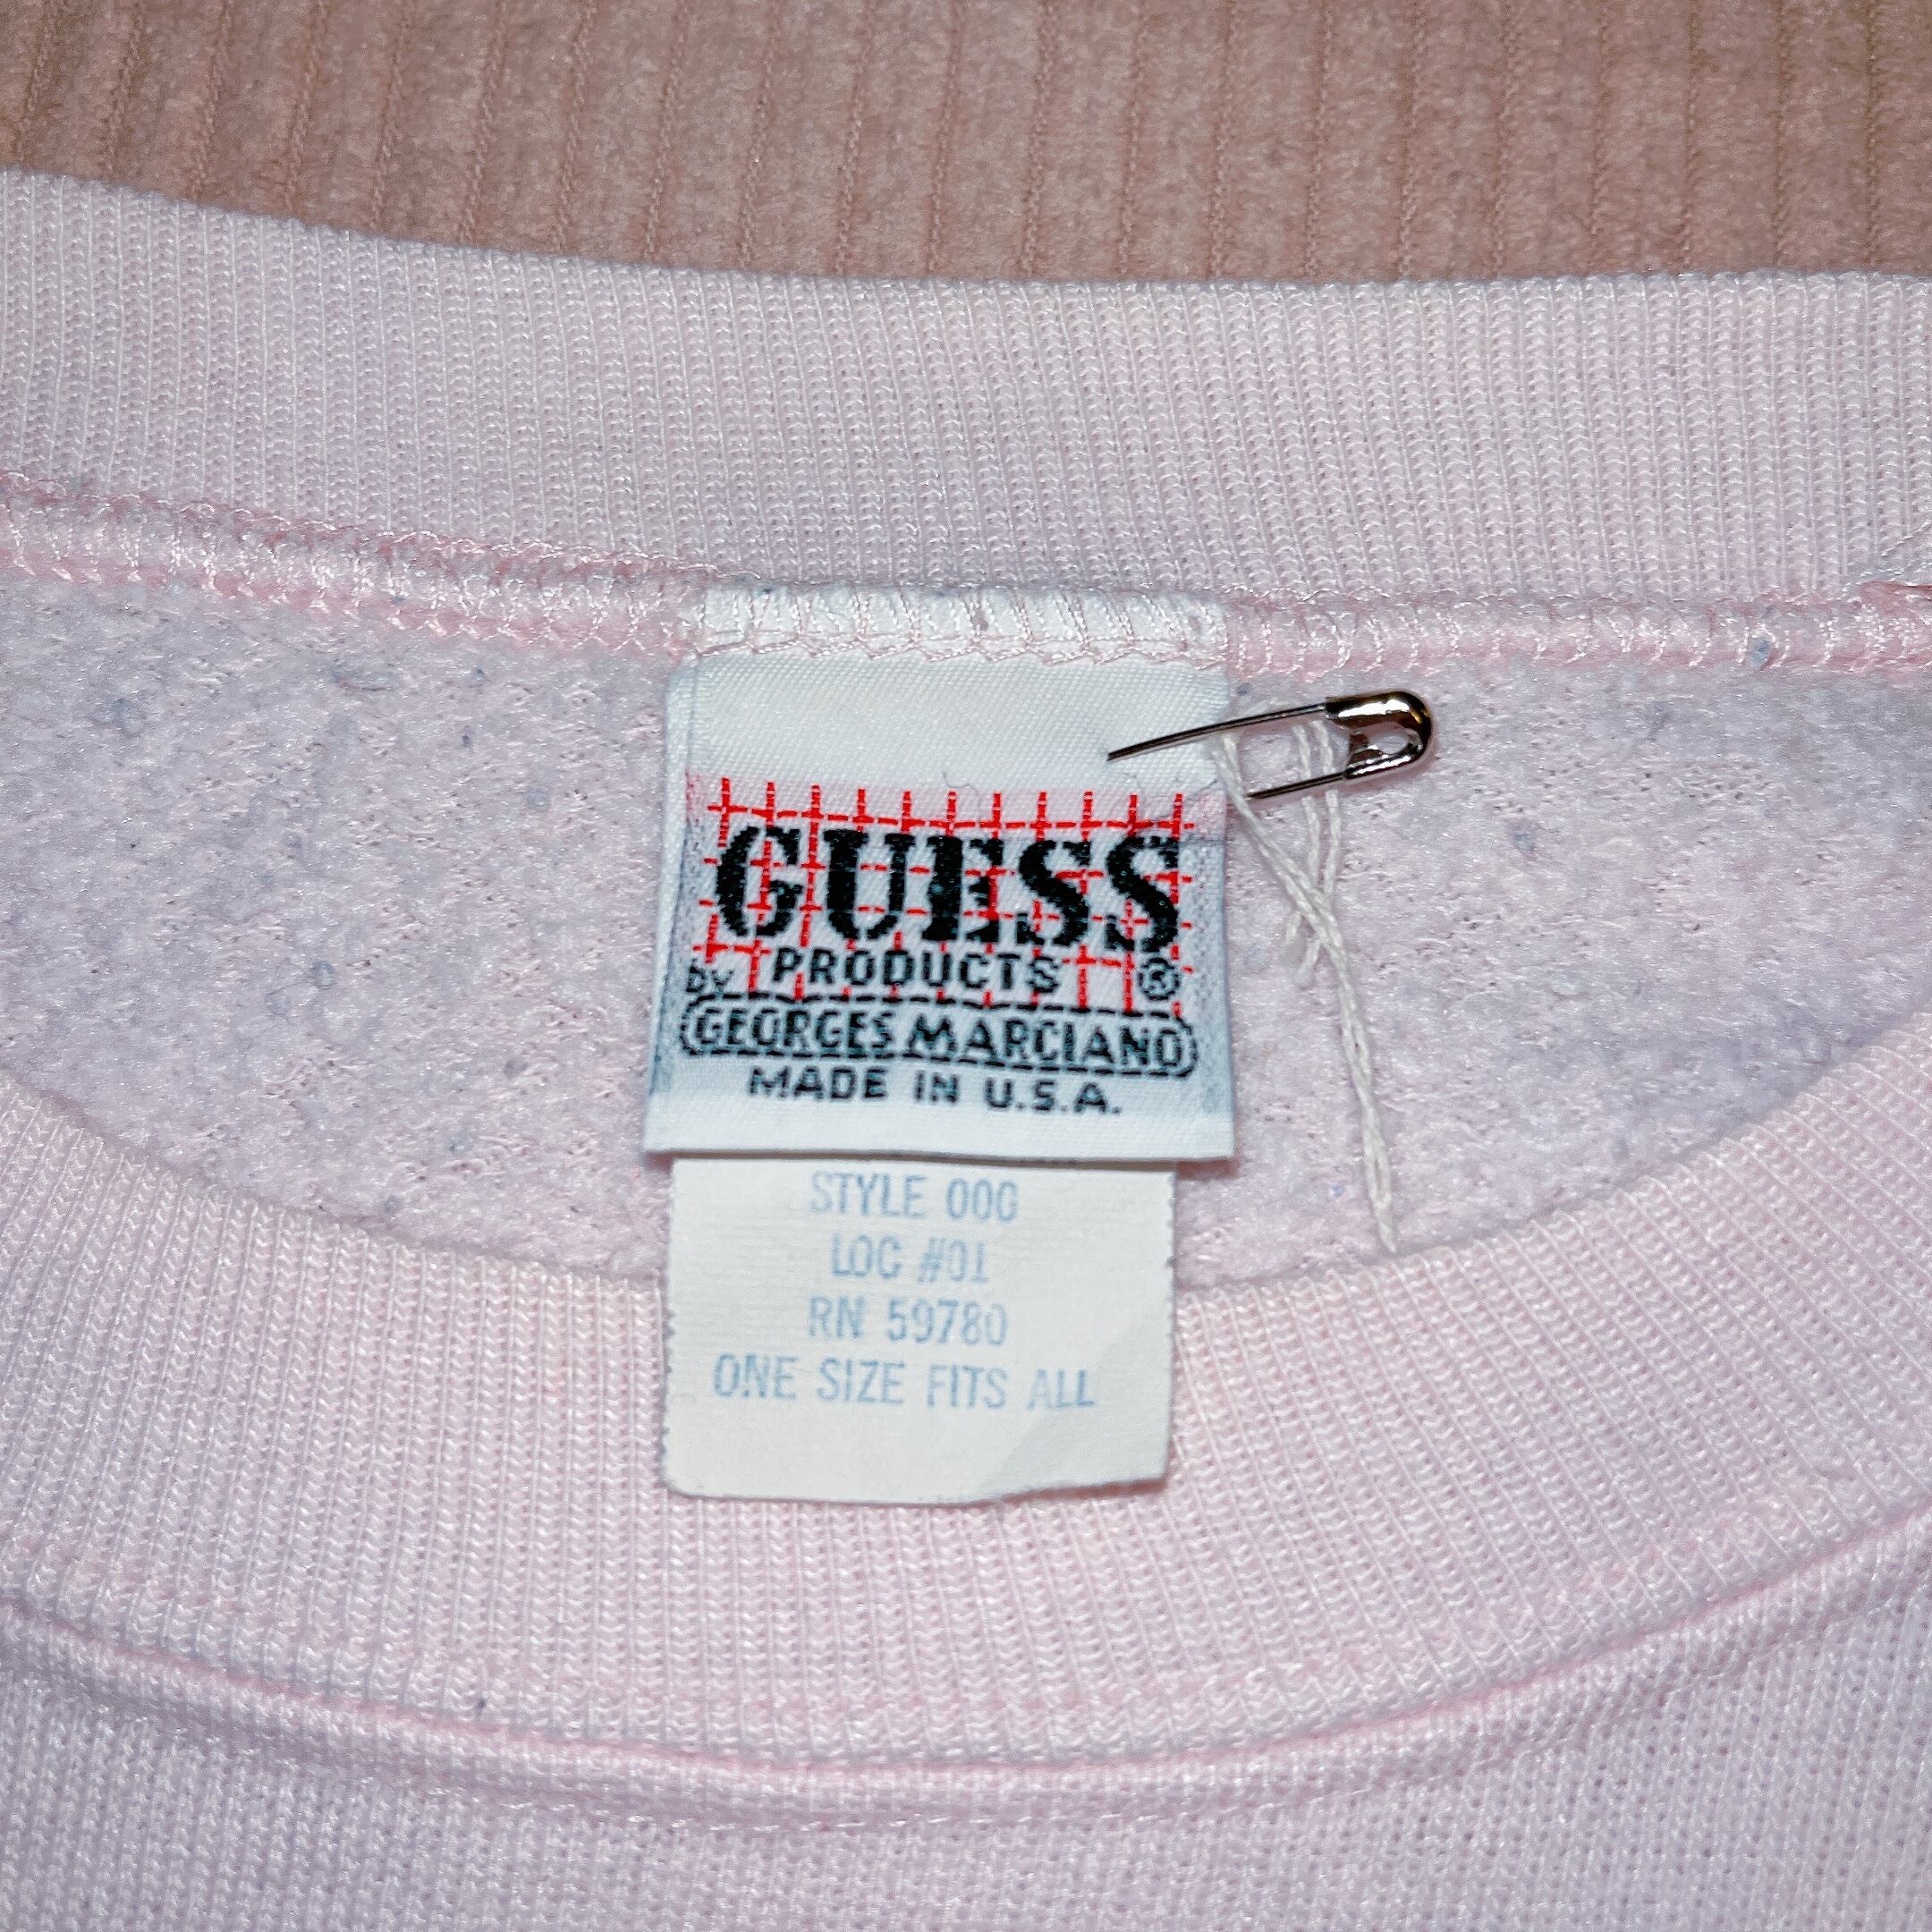 GUESS
PRODUCTS ®
by
GEORGES MARCIANO
MADE IN U.S.A.
STYLE 000
LOC #01
RN 59780
ONE SIZE FITS ALL